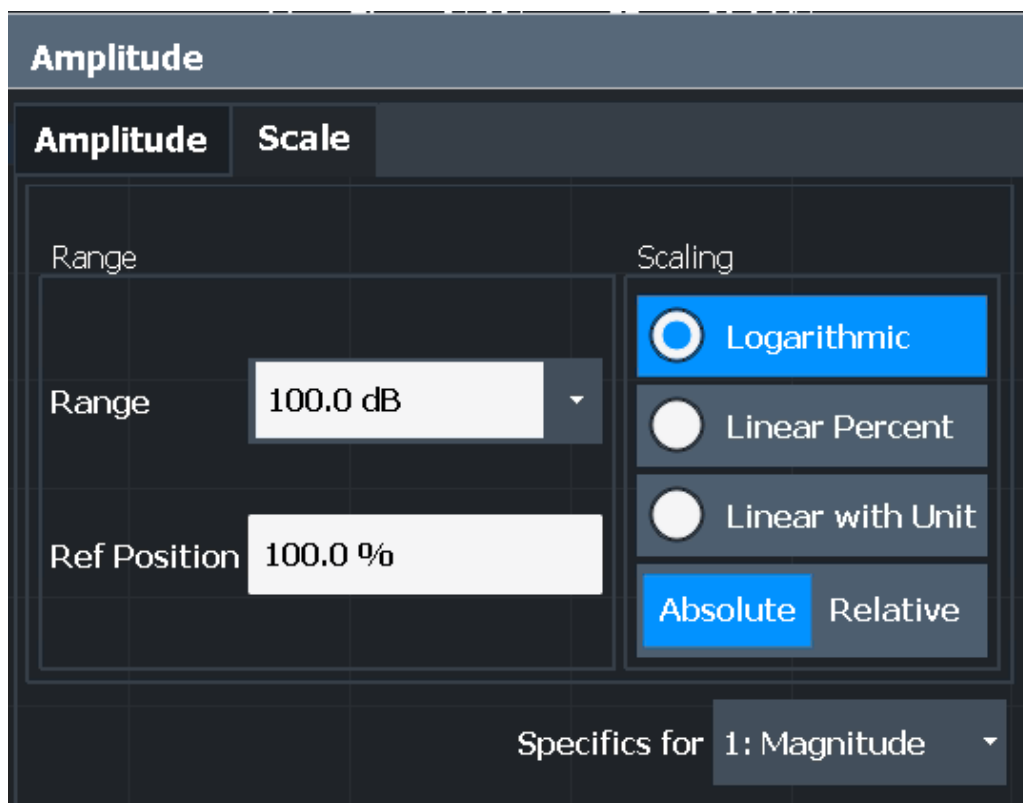 Amplitude
Amplitude Scale
Range
Range 100.0 dB
Ref Position 100.0 %
Scaling
Logarithmic
Linear Percent
Linear with Unit
Absolute Relative
Specifics for 1: Magnitude